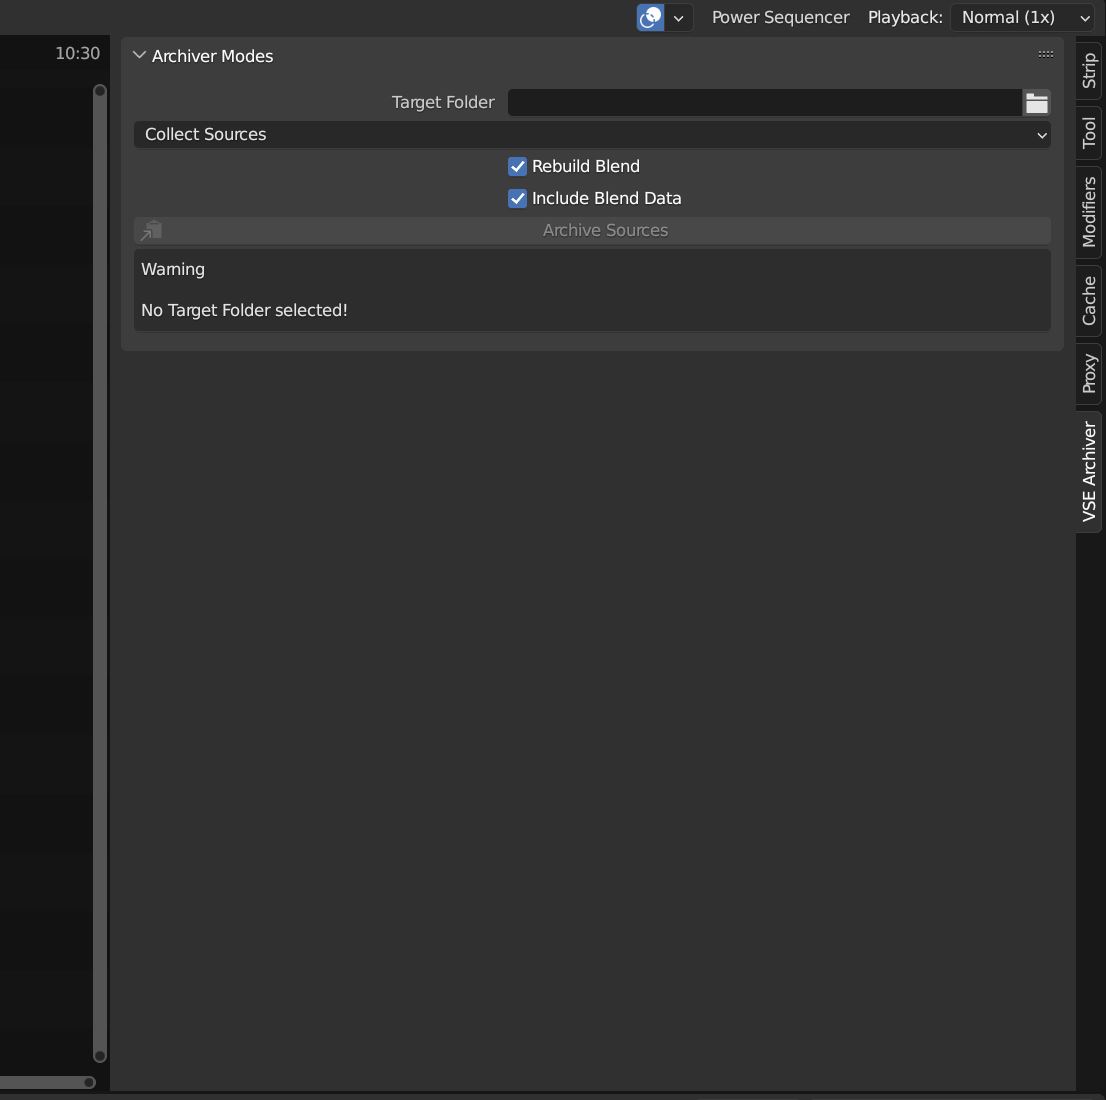 Power Sequencer Playback: Normal (1x)
10:30
Archiver Modes
Target Folder
Collect Sources
Rebuild Blend
Include Blend Data
Archive Sources
Warning
No Target Folder selected!
Strip
Tool
Modifiers
Cache
Proxy
VSE Archiver